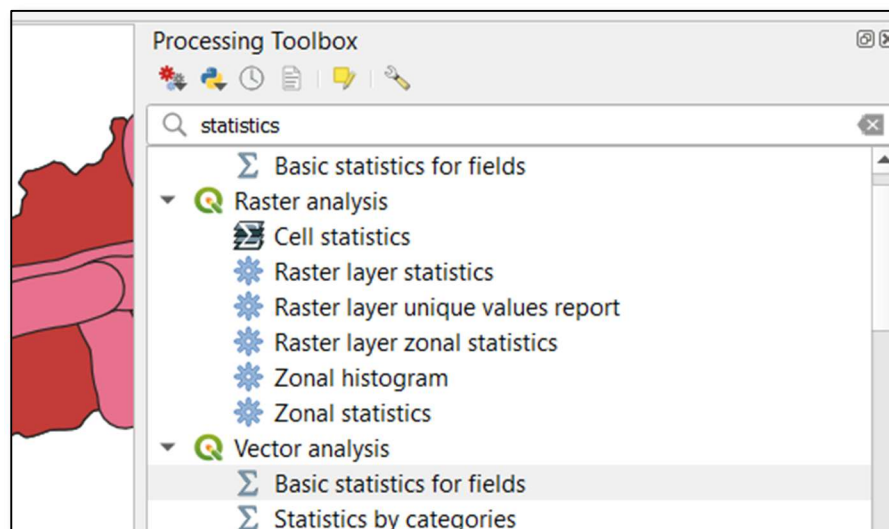 Processing Toolbox
statistics
Basic statistics for fields
Raster analysis
Cell statistics
Raster layer statistics
Raster layer unique values report
Raster layer zonal statistics
Zonal histogram
Zonal statistics
Vector analysis
Basic statistics for fields
Statistics by categories